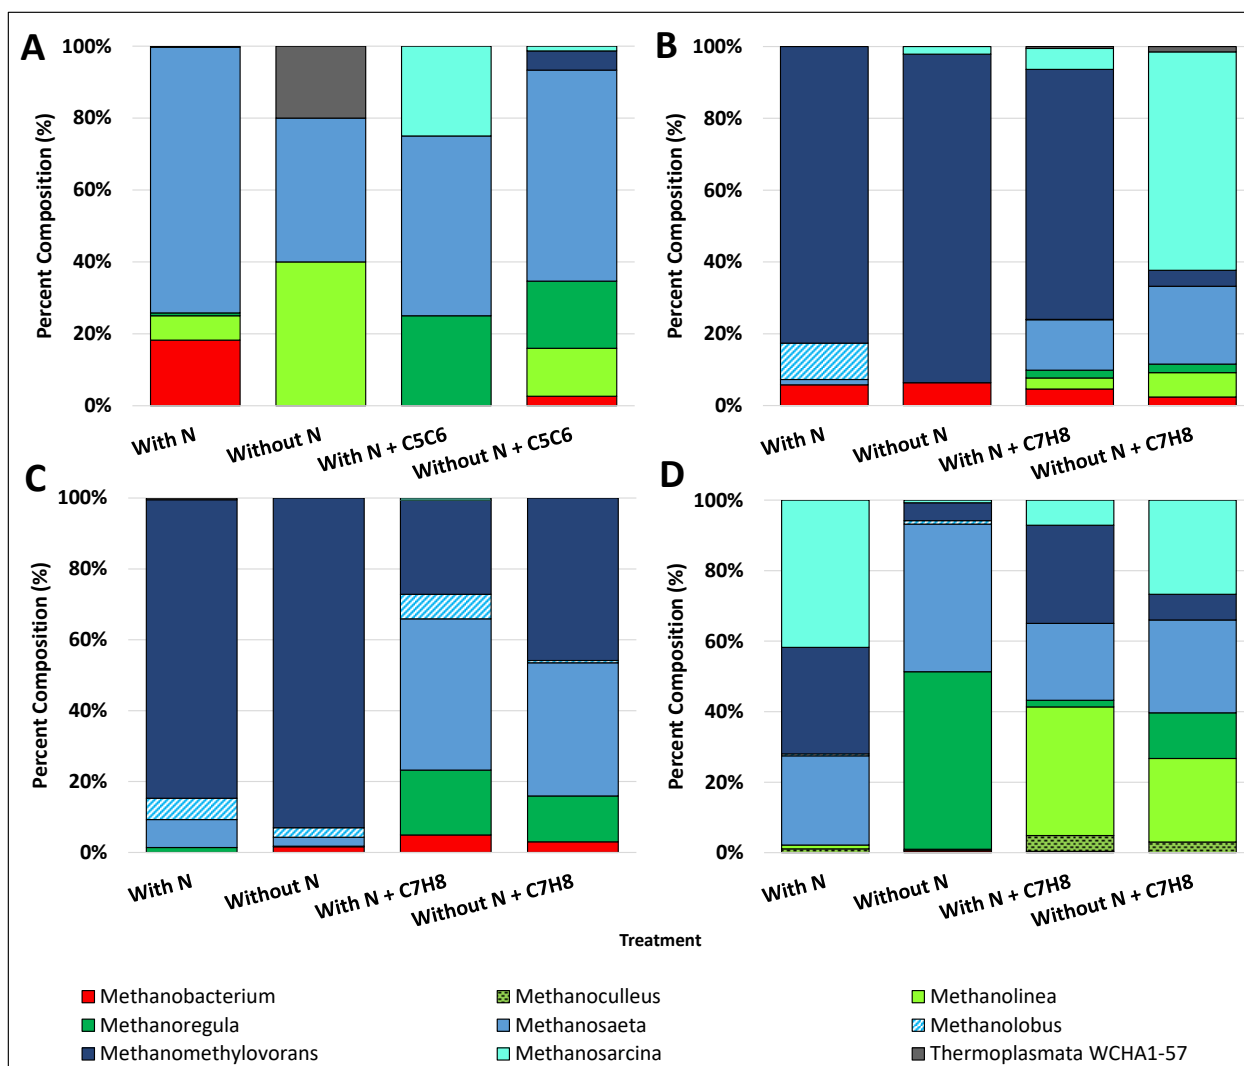 A
Percent Composition (%)
100%
80%
60%
40%
20%
0%
With N
Without N
With N + C5C6
Without N + C5C6
B
Percent Composition (%)
100%
80%
60%
40%
20%
0%
With N
Without N
With N + C7H8
Without N + C7H8
C
Percent Composition (%)
100%
80%
60%
40%
20%
0%
With N
Without N
With N + C7H8
Without N + C7H8
D
Percent Composition (%)
100%
80%
60%
40%
20%
0%
With N
Without N
With N + C7H8
Without N + C7H8
Treatment
Methanobacterium
Methanoculleus
Methanolinea
Methanoregula
Methanosaeta
Methanolobus
Methanomethylovorans
Methanosarcina
Thermoplasmata WCHA1-57